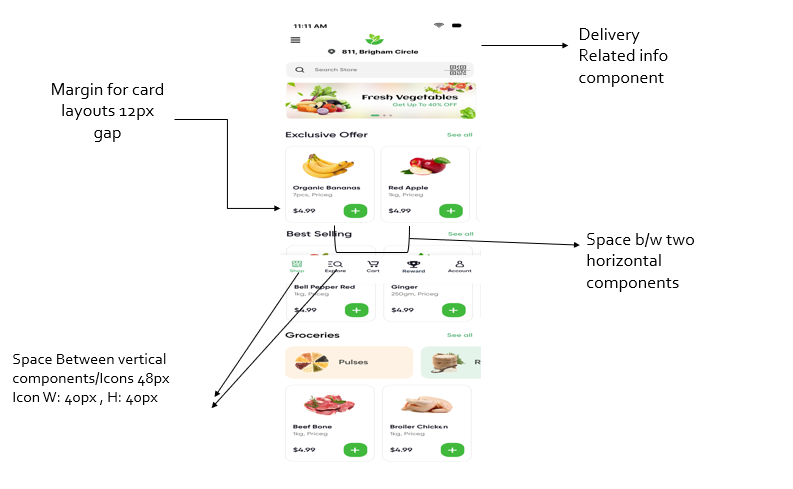 11:11 AM
811, Brigham Circle
Search Store
Fresh Vegetables
Get Up To 40% OFF
Exclusive Offer
See all
Organic Bananas
7pcs, Priceg
$4.99
Red Apple
1kg, Priceg
$4.99
Best Selling
See all
Shop
Explore
Cart
Reward
Account
Bell Pepper Red
1kg, Priceg
$4.99
Ginger
250gm, Priceg
$4.99
Groceries
See all
Pulses
R
Beef Bone
1kg, Priceg
$4.99
Broiler Chicken
1kg, Priceg
$4.99
Delivery
Related info
component
Margin for card
layouts 12px
gap
Space b/w two
horizontal
components
Space Between vertical
components/Icons 48px
Icon W: 40px , H: 40px